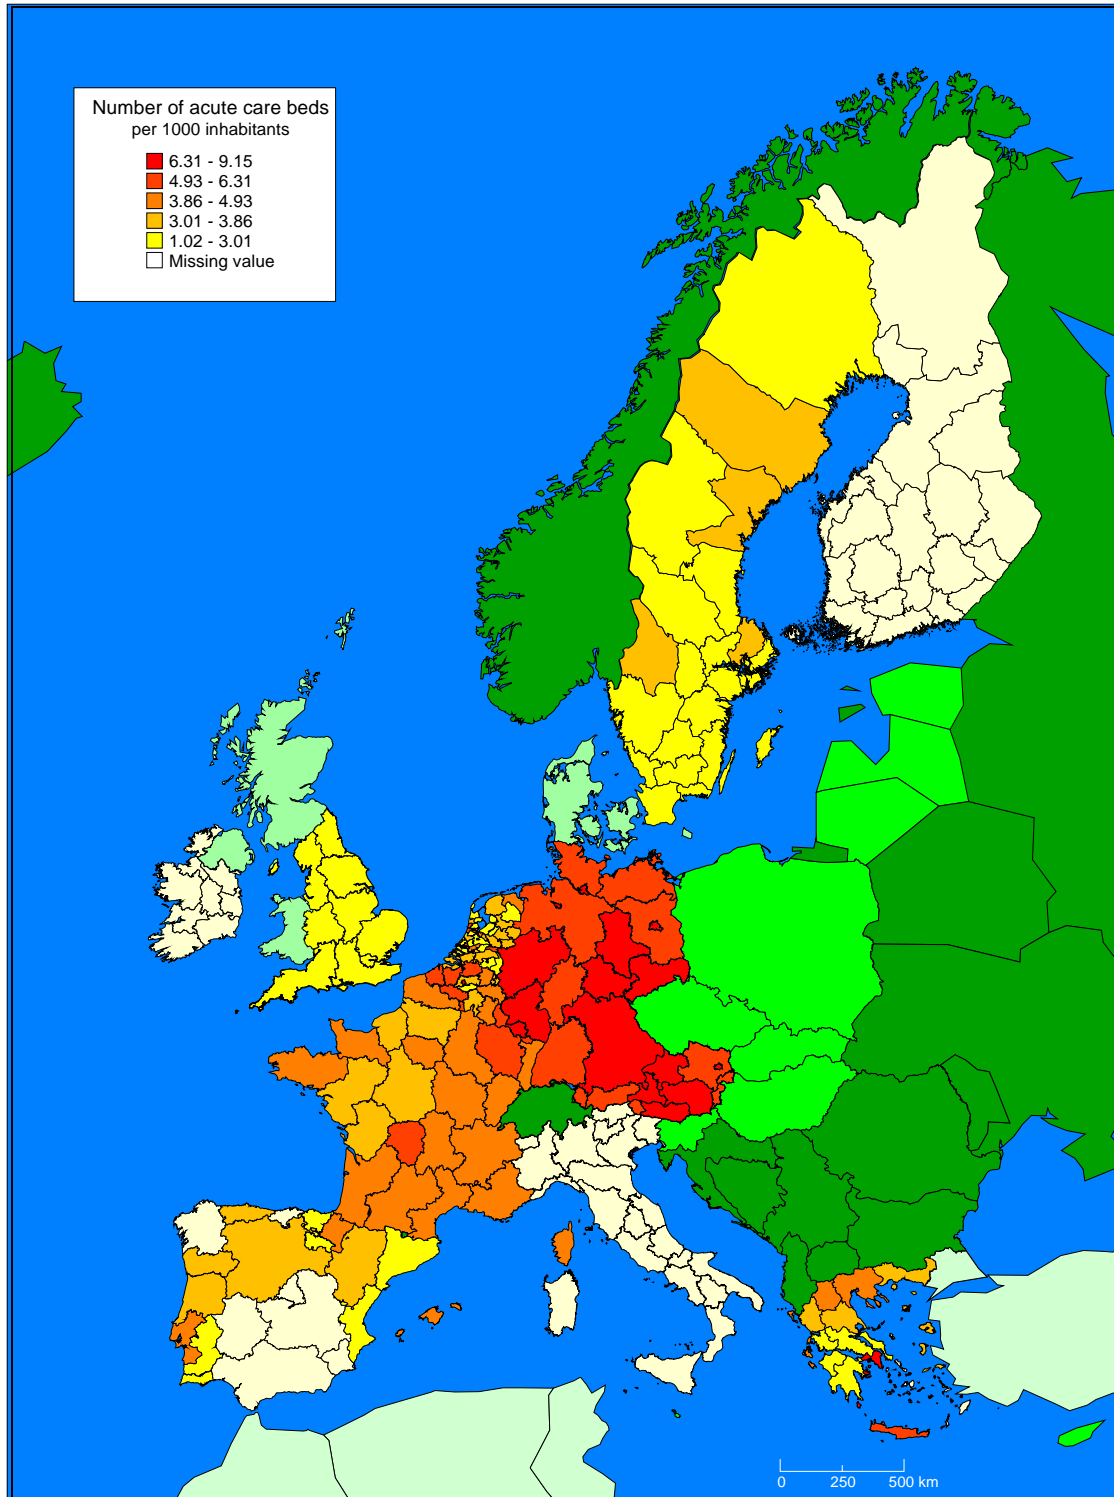 Number of acute care beds
per 1000 inhabitants
6.31 - 9.15
4.93 - 6.31
3.86 - 4.93
3.01 - 3.86
1.02 - 3.01
Missing value
0 250 500 km